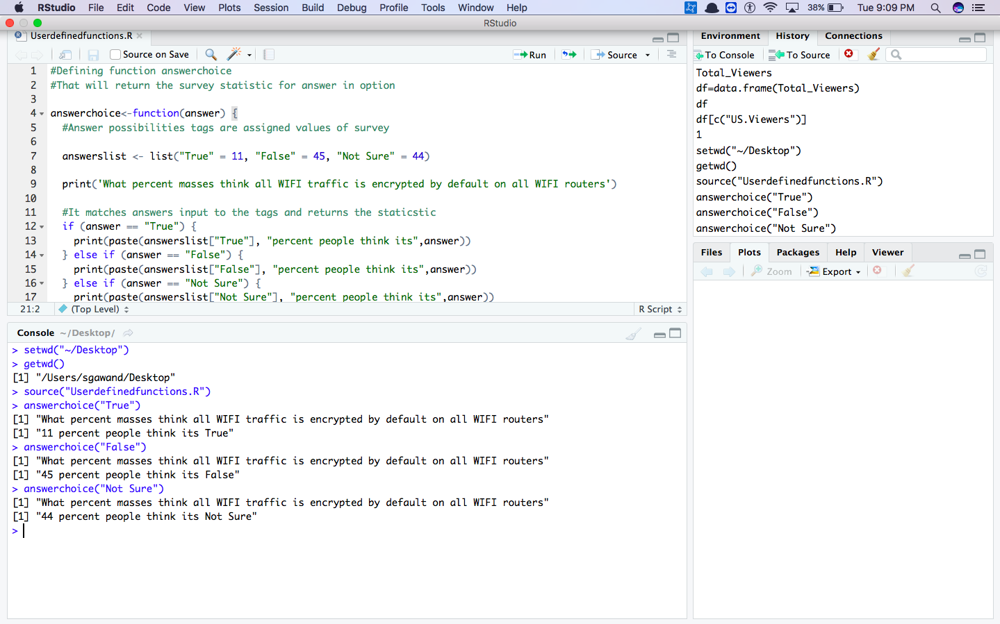 RStudio File Edit Code View Plots Session Build Debug Profile Tools Window Help 38% Tue 9:09 PM
RStudio
Userdefinedfunctions.R
Source on Save Run Source
1 #Defining function answerchoice
2 #That will return the survey statistic for answer in option
3
4 answerchoice<-function(answer) {
5 #Answer possibilities tags are assigned values of survey
6
7 answerslist <- list("True" = 11, "False" = 45, "Not Sure" = 44)
8
9 print('What percent masses think all WIFI traffic is encrypted by default on all WIFI routers')
10
11 #It matches answers input to the tags and returns the staticstic
12 if (answer == "True") {
13 print(paste(answerslist["True"], "percent people think its",answer))
14 } else if (answer == "False") {
15 print(paste(answerslist["False"], "percent people think its",answer))
16 } else if (answer == "Not Sure") {
17 print(paste(answerslist["Not Sure"], "percent people think its",answer))
21:2 (Top Level) R Script
Console ~/Desktop/
> setwd("~/Desktop")
> getwd()
[1] "/Users/sgawand/Desktop"
> source("Userdefinedfunctions.R")
> answerchoice("True")
[1] "What percent masses think all WIFI traffic is encrypted by default on all WIFI routers"
[1] "11 percent people think its True"
> answerchoice("False")
[1] "What percent masses think all WIFI traffic is encrypted by default on all WIFI routers"
[1] "45 percent people think its False"
> answerchoice("Not Sure")
[1] "What percent masses think all WIFI traffic is encrypted by default on all WIFI routers"
[1] "44 percent people think its Not Sure"
>
Environment History Connections
To Console To Source
Total_Viewers
df=data.frame(Total_Viewers)
df
df[c("US.Viewers")]
1
setwd("~/Desktop")
getwd()
source("Userdefinedfunctions.R")
answerchoice("True")
answerchoice("False")
answerchoice("Not Sure")
Files Plots Packages Help Viewer
Zoom Export